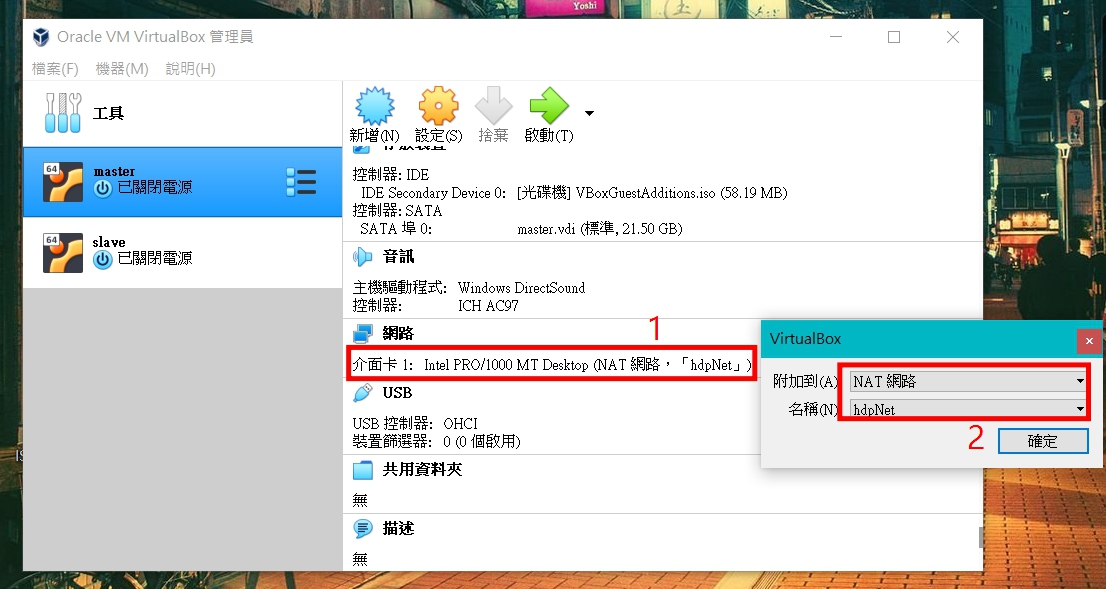 Yoshi
Oracle VM VirtualBox 管理員
檔案(F) 機器(M) 說明(H)
工具
新增(N) 設定(S) 捨棄 啟動(T)
64
master
已關閉電源
64
slave
已關閉電源
存放裝置
控制器: IDE
IDE Secondary Device 0: [光碟機] VBoxGuestAdditions.iso (58.19 MB)
控制器: SATA
SATA 埠 0: master.vdi (標準, 21.50 GB)
音訊
主機驅動程式: Windows DirectSound
控制器: ICH AC97
網路
1
介面卡 1: Intel PRO/1000 MT Desktop (NAT 網路，「hdpNet」)
USB
USB 控制器: OHCI
裝置篩選器: 0 (0 個啟用)
共用資料夾
無
描述
無
VirtualBox
附加到(A) NAT 網路
名稱(N) hdpNet
2
確定